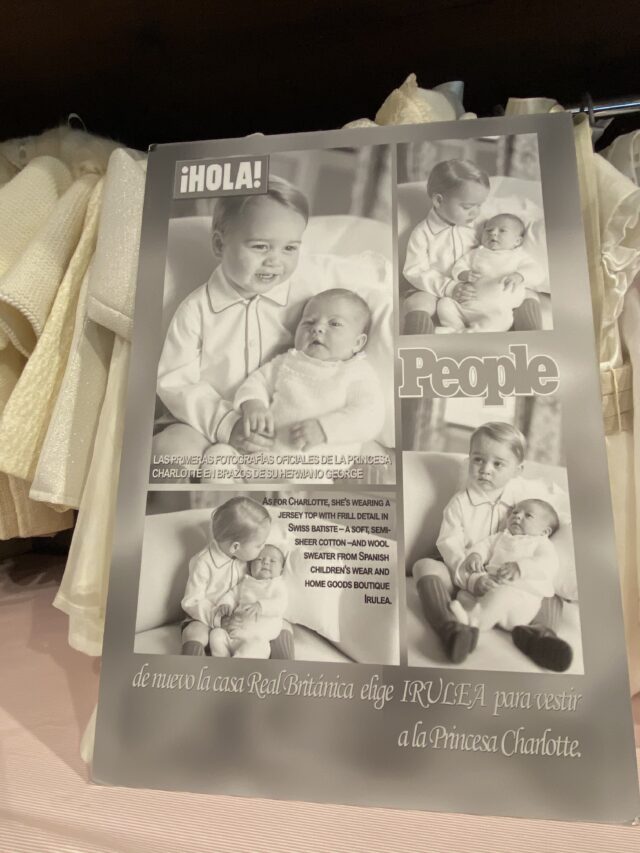 ¡HOLA!
LAS PRIMERAS FOTOGRAFÍAS OFICIALES DE LA PRINCESA
CHARLOTTE EN BRAZOS DE SU HERMANO GEORGE
People
AS FOR CHARLOTTE, SHE'S WEARING A
JERSEY TOP WITH FRILL DETAIL IN
SWISS BATISTE – A SOFT, SEMI-
SHEER COTTON –AND WOOL
SWEATER FROM SPANISH
CHILDREN'S WEAR AND
HOME GOODS BOUTIQUE
IRULEA.
de nuevo la casa Real Británica elige IRULEA para vestir
a la Princesa Charlotte.